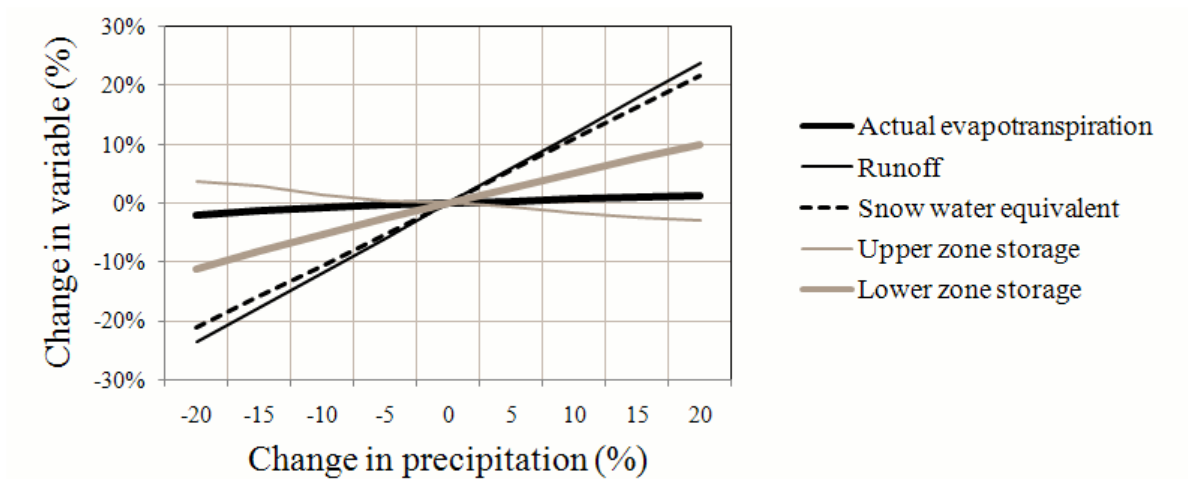 Change in variable (%)
30%
20%
10%
0%
-10%
-20%
-30%
-20 -15 -10 -5 0 5 10 15 20
Change in precipitation (%)
Actual evapotranspiration
Runoff
Snow water equivalent
Upper zone storage
Lower zone storage